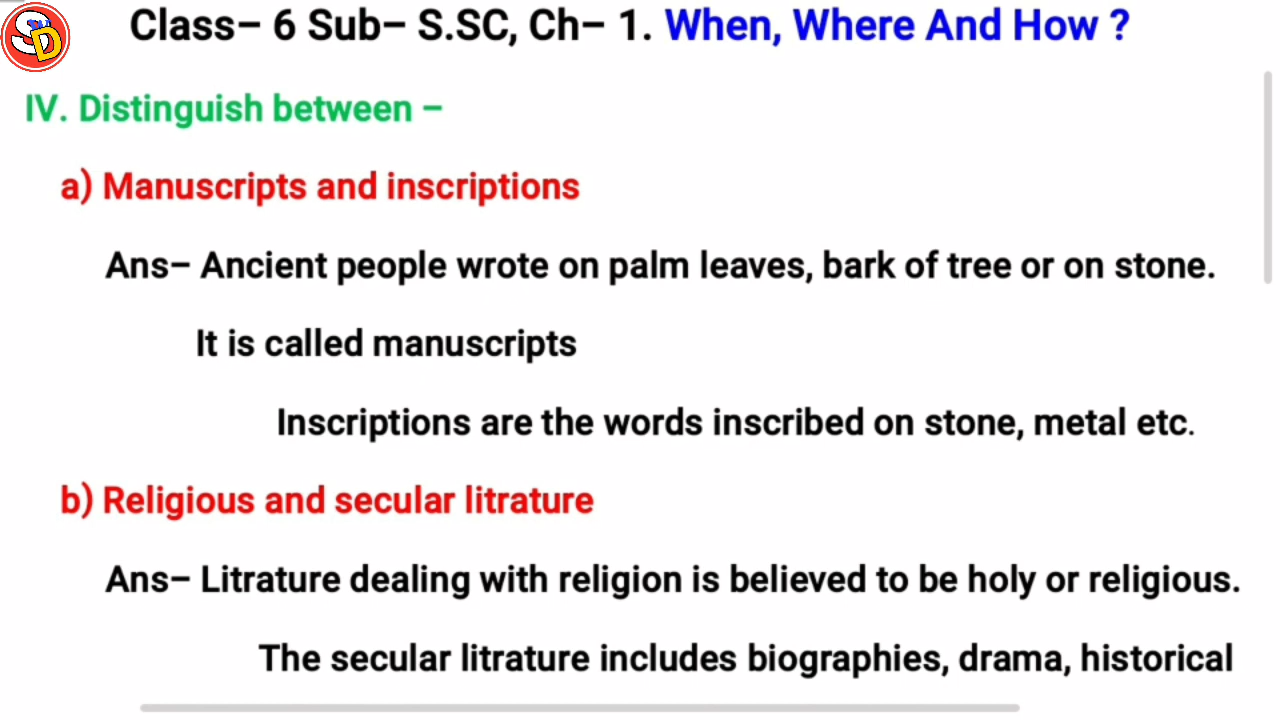 SD
Class– 6 Sub– S.SC, Ch– 1. When, Where And How ?
IV. Distinguish between –
a) Manuscripts and inscriptions
Ans– Ancient people wrote on palm leaves, bark of tree or on stone.
It is called manuscripts
Inscriptions are the words inscribed on stone, metal etc.
b) Religious and secular litrature
Ans– Litrature dealing with religion is believed to be holy or religious.
The secular litrature includes biographies, drama, historical